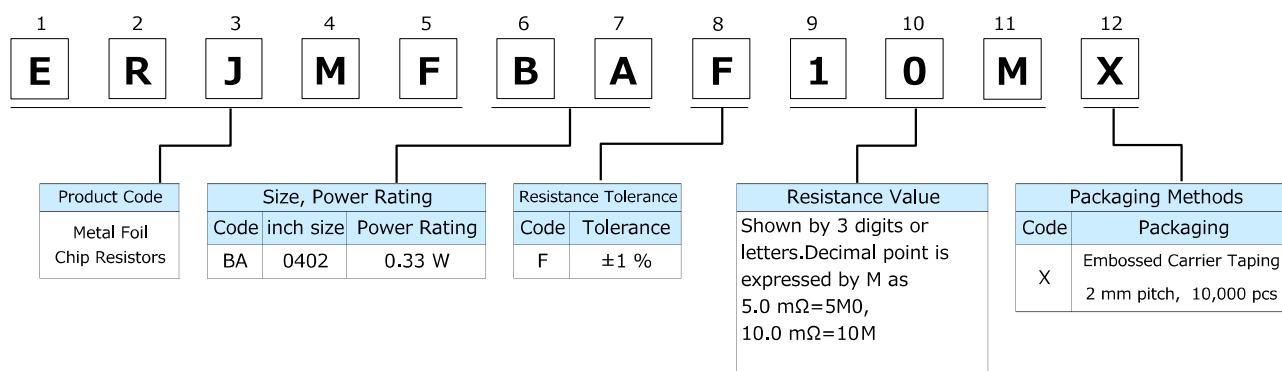 1 2 3 4 5 6 7 8 9 10 11 12
E R J M F B A F 1 0 M X
Product Code
Metal Foil
Chip Resistors
Size, Power Rating
Code inch size Power Rating
BA 0402 0.33 W
Resistance Tolerance
Code Tolerance
F ±1 %
Resistance Value
Shown by 3 digits or
letters.Decimal point is
expressed by M as
5.0 mΩ=5M0,
10.0 mΩ=10M
Packaging Methods
Code Packaging
X Embossed Carrier Taping
2 mm pitch, 10,000 pcs